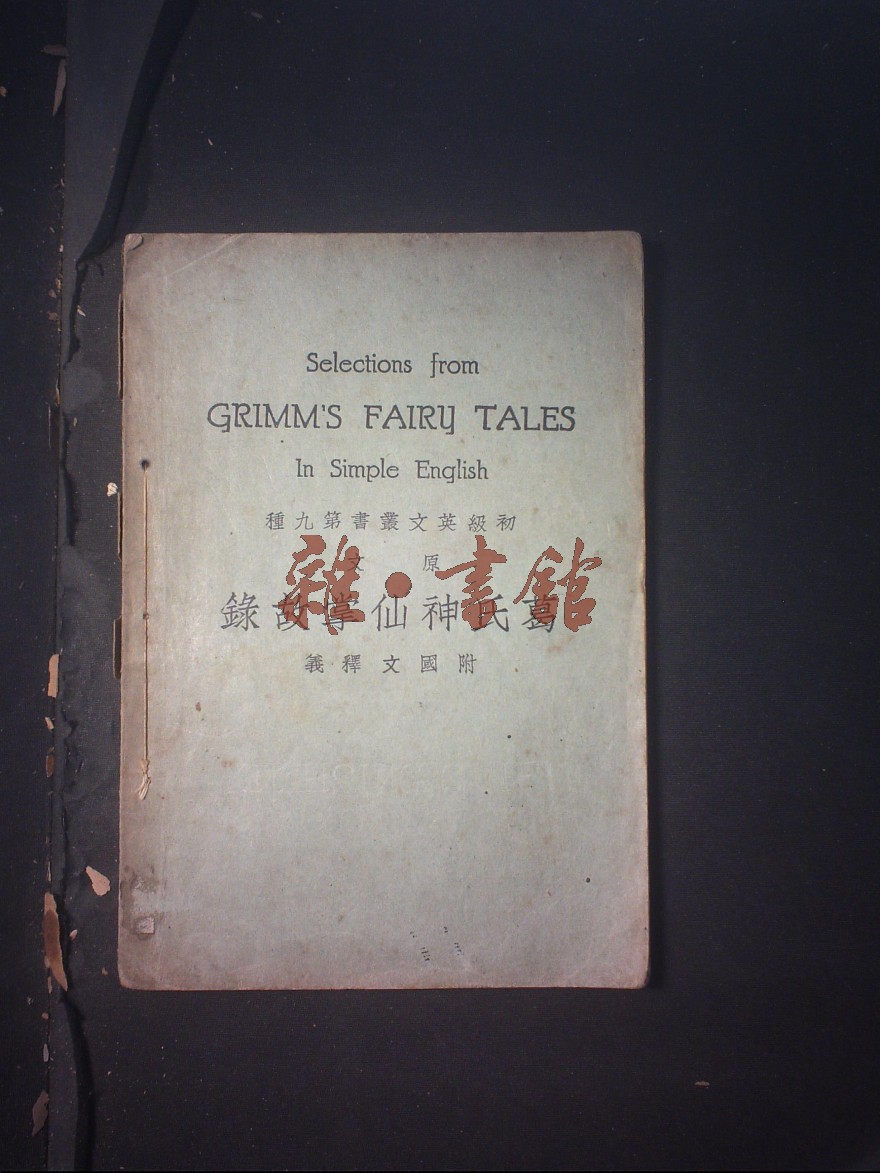 Selections from
GRIMM'S FAIRY TALES
In Simple English
初級英文叢書第九種
原文
葛氏神仙掌故錄
附國文釋義
雜·書館